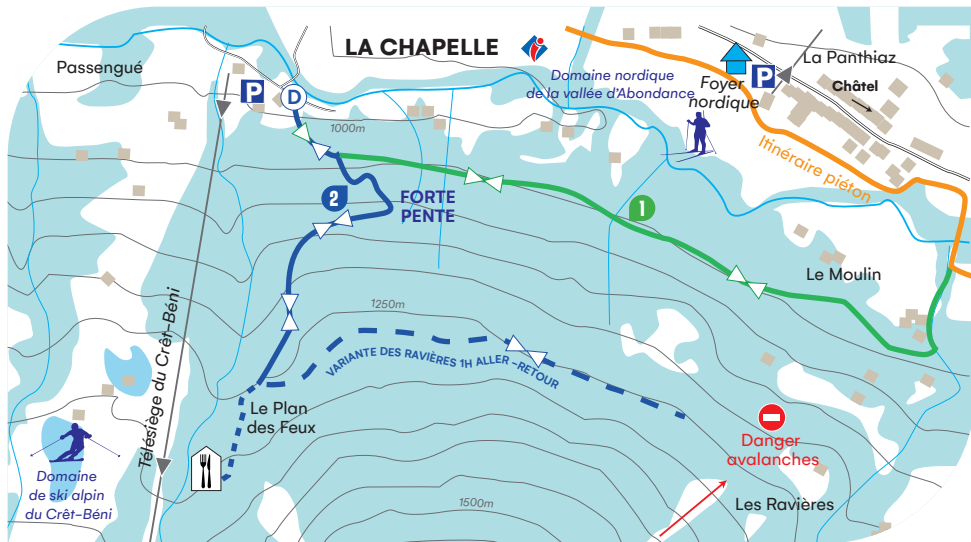 LA CHAPELLE
Passengué
P
D
1000m
Domaine nordique
de la vallée d'Abondance
Foyer
nordique
P
La Panthiaz
Châtel
Itinéraire piéton
2
FORTE
PENTE
1
Le Moulin
1250m
VARIANTE DES RAVIÈRES 1H ALLER -RETOUR
Télésiège du Crêt-Béni
Le Plan
des Feux
Danger
avalanches
Domaine
de ski alpin
du Crêt-Béni
1500m
Les Ravières